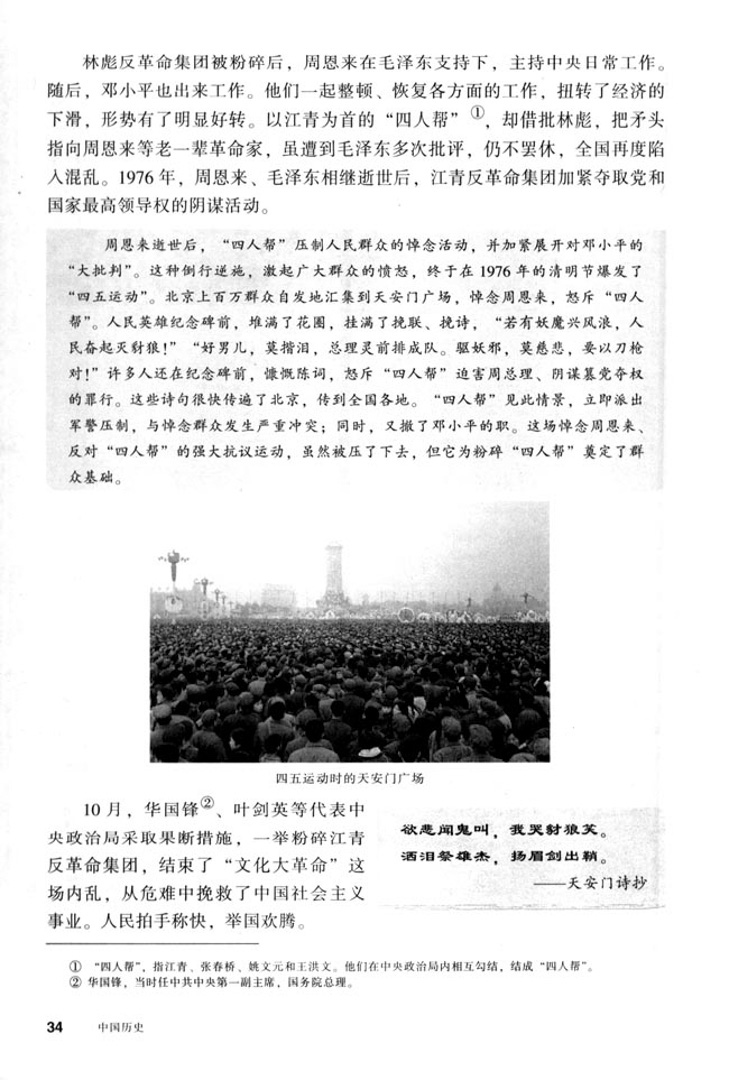 林彪反革命集团被粉碎后，周恩来在毛泽东支持下，主持中央日常工作。
随后，邓小平也出来工作。他们一起整顿、恢复各方面的工作，扭转了经济的
下滑，形势有了明显好转。以江青为首的“四人帮”①，却借批林彪，把矛头
指向周恩来等老一辈革命家，虽遭到毛泽东多次批评，仍不罢休，全国再度陷
入混乱。1976年，周恩来、毛泽东相继逝世后，江青反革命集团加紧夺取党和
国家最高领导权的阴谋活动。
周恩来逝世后，“四人帮”压制人民群众的悼念活动，并加紧展开对邓小平的
“大批判”。这种倒行逆施，激起广大群众的愤怒，终于在1976年的清明节爆发了
“四五运动”。北京上百万群众自发地汇集到天安门广场，悼念周恩来，怒斥“四人
帮”。人民英雄纪念碑前，堆满了花圈，挂满了挽联、挽诗，“若有妖魔兴风浪，人
民奋起灭豺狼！”“好男儿，莫揩泪，总理灵前排成队。驱妖邪，莫慈悲，要以刀枪
对！”许多人还在纪念碑前，慷慨陈词，怒斥“四人帮”迫害周总理、阴谋篡党夺权
的罪行。这些诗句很快传遍了北京，传到全国各地。“四人帮”见此情景，立即派出
军警压制，与悼念群众发生严重冲突；同时，又撤了邓小平的职。这场悼念周恩来、
反对“四人帮”的强大抗议运动，虽然被压了下去，但它为粉碎“四人帮”奠定了群
众基础。
四五运动时的天安门广场
10月，华国锋②、叶剑英等代表中
央政治局采取果断措施，一举粉碎江青
反革命集团，结束了“文化大革命”这
场内乱，从危难中挽救了中国社会主义
事业。人民拍手称快，举国欢腾。
欲悲闻鬼叫，我哭豺狼笑。
洒泪祭雄杰，扬眉剑出鞘。
——天安门诗抄
①“四人帮”，指江青、张春桥、姚文元和王洪文。他们在中央政治局内相互勾结，结成“四人帮”。
②华国锋，当时任中共中央第一副主席，国务院总理。
34 中国历史